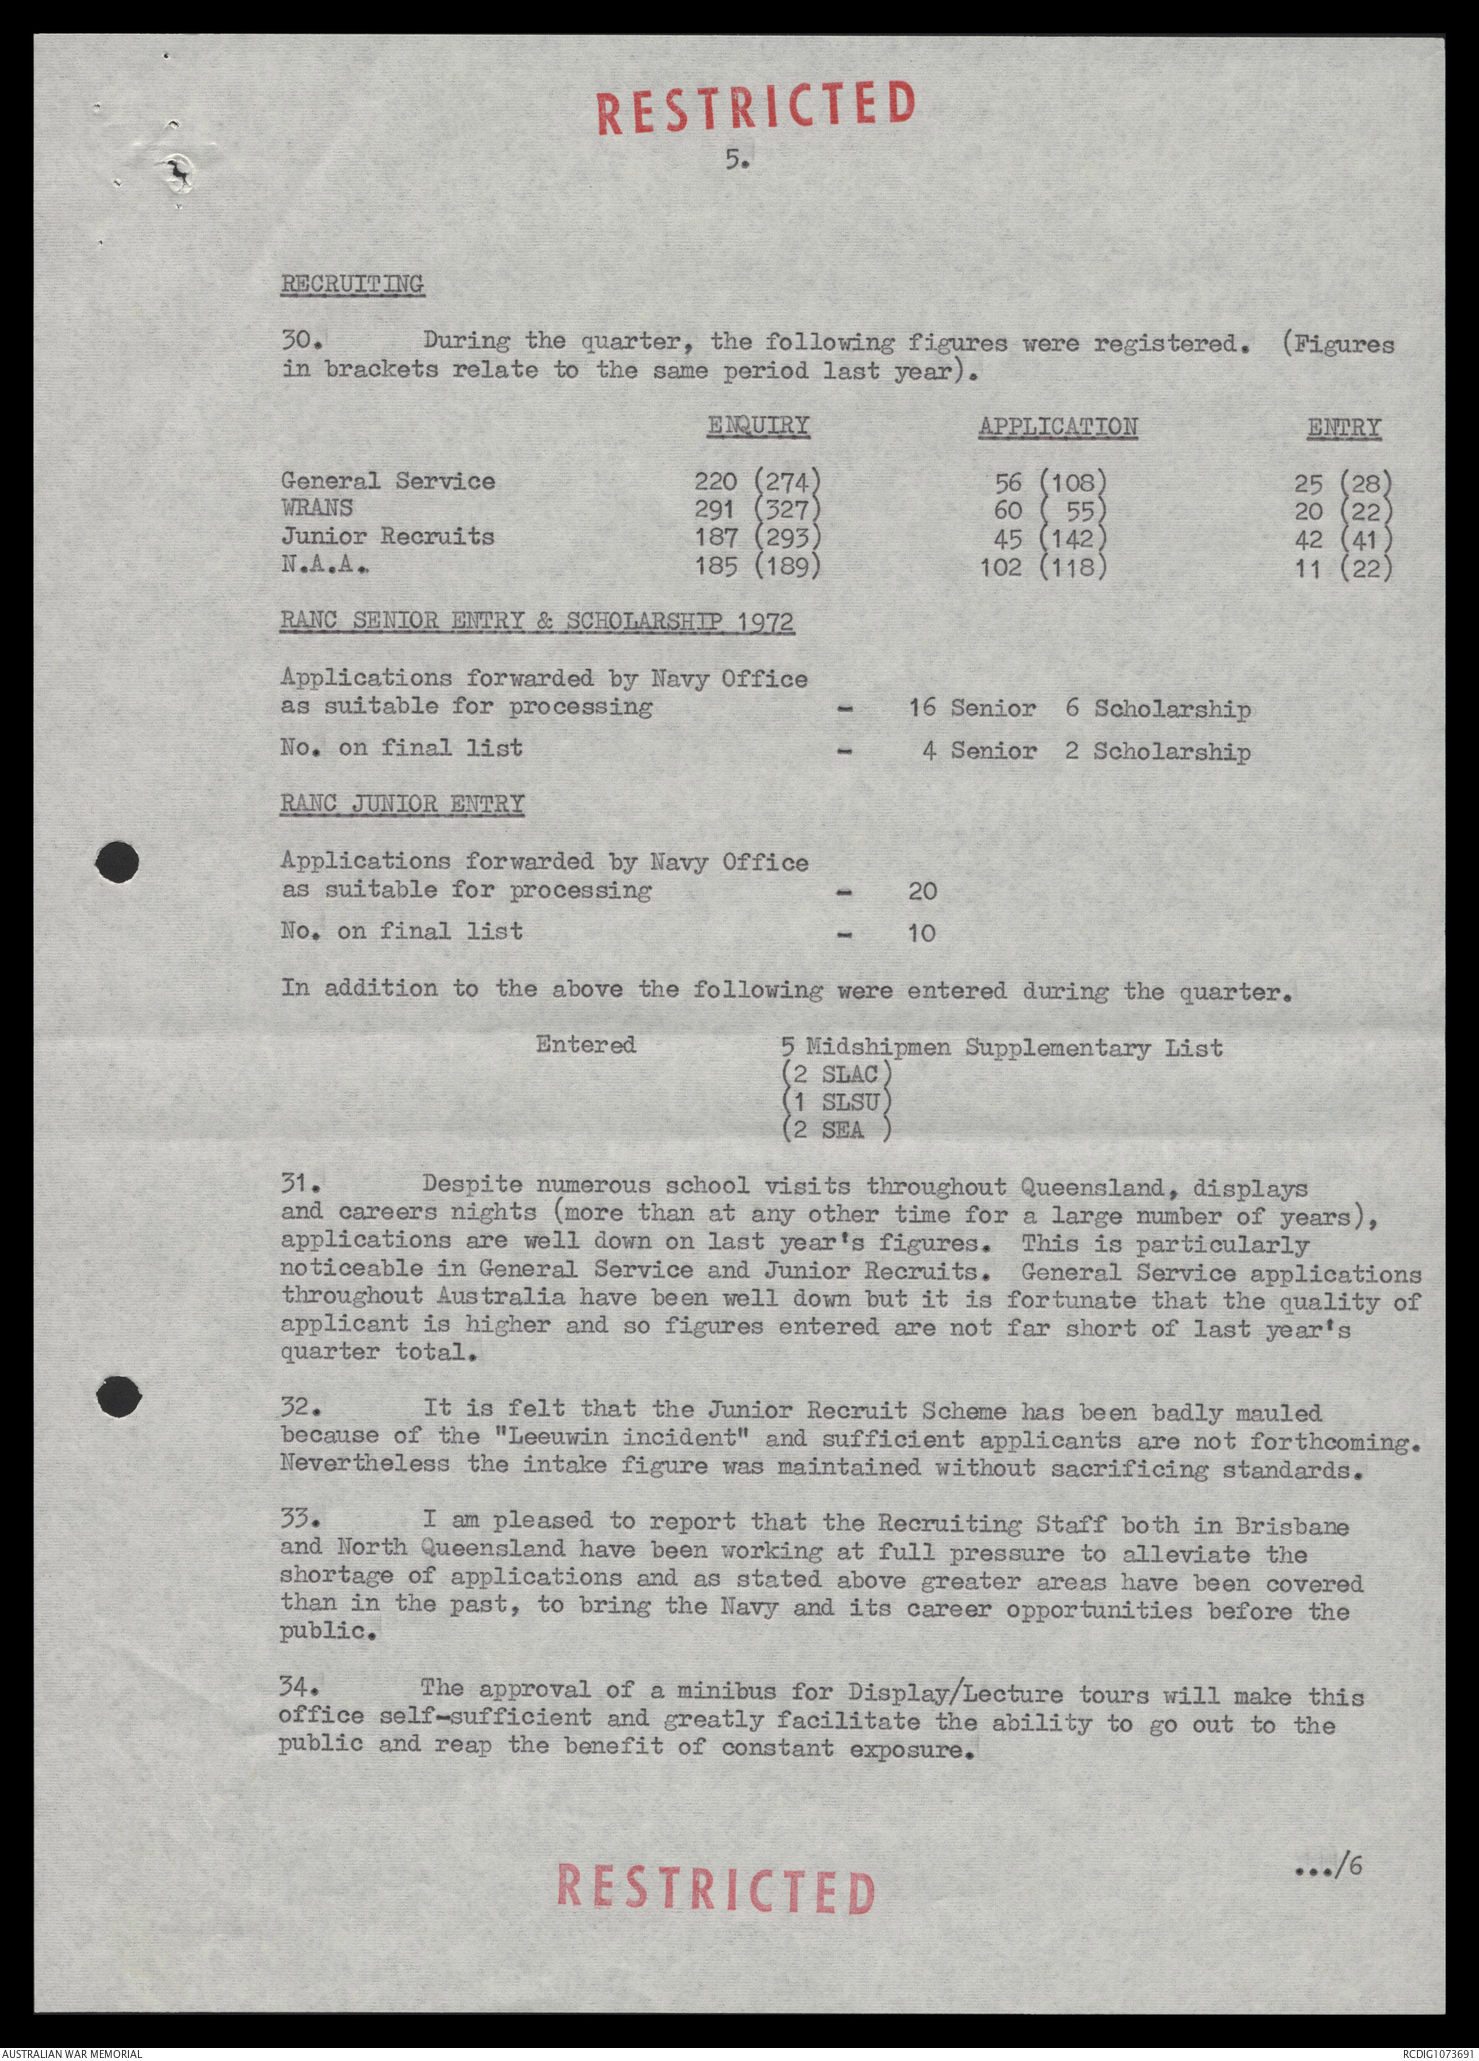 RESTRICTED
5.
RECRUITING
30. During the quarter, the following figures were registered. (Figures
in brackets relate to the same period last year).
ENQUIRY APPLICATION ENTRY
General Service 220 (274) 56 (108) 25 (28)
WRANS 291 (327) 60 ( 55) 20 (22)
Junior Recruits 187 (293) 45 (142) 42 (41)
N.A.A. 185 (189) 102 (118) 11 (22)
RANC SENIOR ENTRY & SCHOLARSHIP 1972
Applications forwarded by Navy Office
as suitable for processing - 16 Senior 6 Scholarship
No. on final list - 4 Senior 2 Scholarship
RANC JUNIOR ENTRY
Applications forwarded by Navy Office
as suitable for processing - 20
No. on final list - 10
In addition to the above the following were entered during the quarter.
Entered 5 Midshipmen Supplementary List
(2 SLAC)
(1 SLSU)
(2 SEA )
31. Despite numerous school visits throughout Queensland, displays
and careers nights (more than at any other time for a large number of years),
applications are well down on last year's figures. This is particularly
noticeable in General Service and Junior Recruits. General Service applications
throughout Australia have been well down but it is fortunate that the quality of
applicant is higher and so figures entered are not far short of last year's
quarter total.
32. It is felt that the Junior Recruit Scheme has been badly mauled
because of the "Leeuwin incident" and sufficient applicants are not forthcoming.
Nevertheless the intake figure was maintained without sacrificing standards.
33. I am pleased to report that the Recruiting Staff both in Brisbane
and North Queensland have been working at full pressure to alleviate the
shortage of applications and as stated above greater areas have been covered
than in the past, to bring the Navy and its career opportunities before the
public.
34. The approval of a minibus for Display/Lecture tours will make this
office self-sufficient and greatly facilitate the ability to go out to the
public and reap the benefit of constant exposure.
.../6
RESTRICTED
AUSTRALIAN WAR MEMORIAL RCDIG1073691